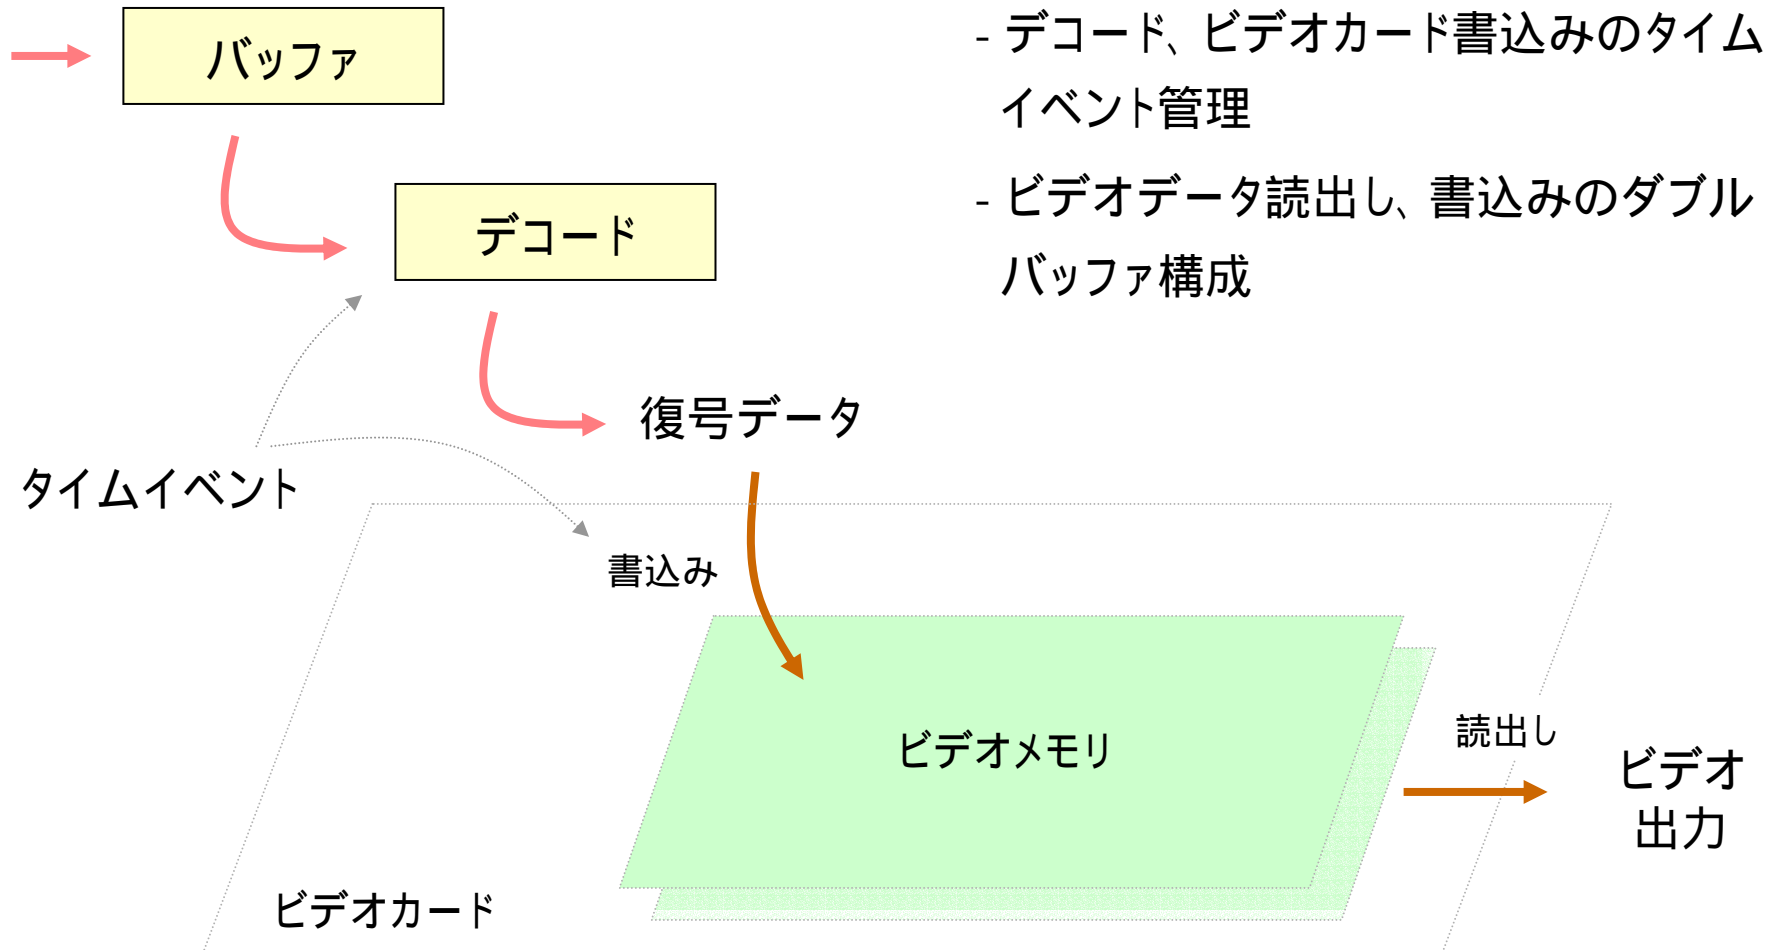 バッファ
- デコード、ビデオカード書込みのタイム
イベント管理
- ビデオデータ読出し、書込みのダブル
バッファ構成
デコード
復号データ
タイムイベント
書込み
ビデオメモリ
読出し
ビデオ
出力
ビデオカード